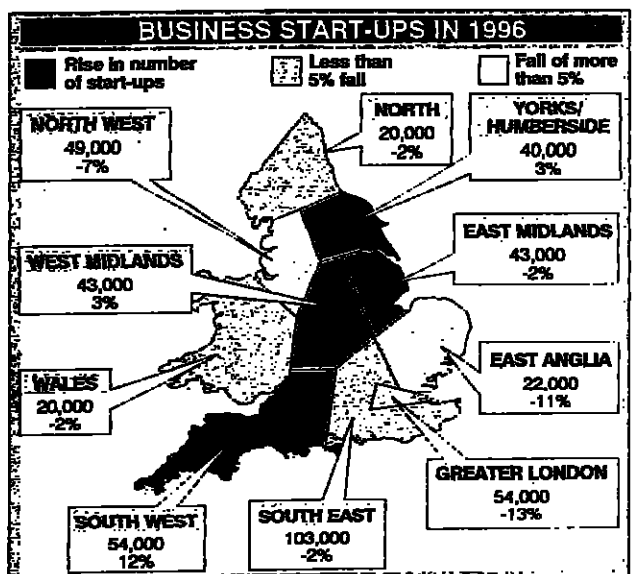 BUSINESS START-UPS IN 1996
Rise in number
of start-ups
Less than
5% fall
Fall of more
than 5%
NORTH WEST
49,000
-7%
NORTH
20,000
-2%
YORKS/
HUMBERSIDE
40,000
3%
WEST MIDLANDS
43,000
3%
EAST MIDLANDS
43,000
-2%
WALES
20,000
-2%
EAST ANGLIA
22,000
-11%
GREATER LONDON
54,000
-13%
SOUTH WEST
54,000
12%
SOUTH EAST
103,000
-2%